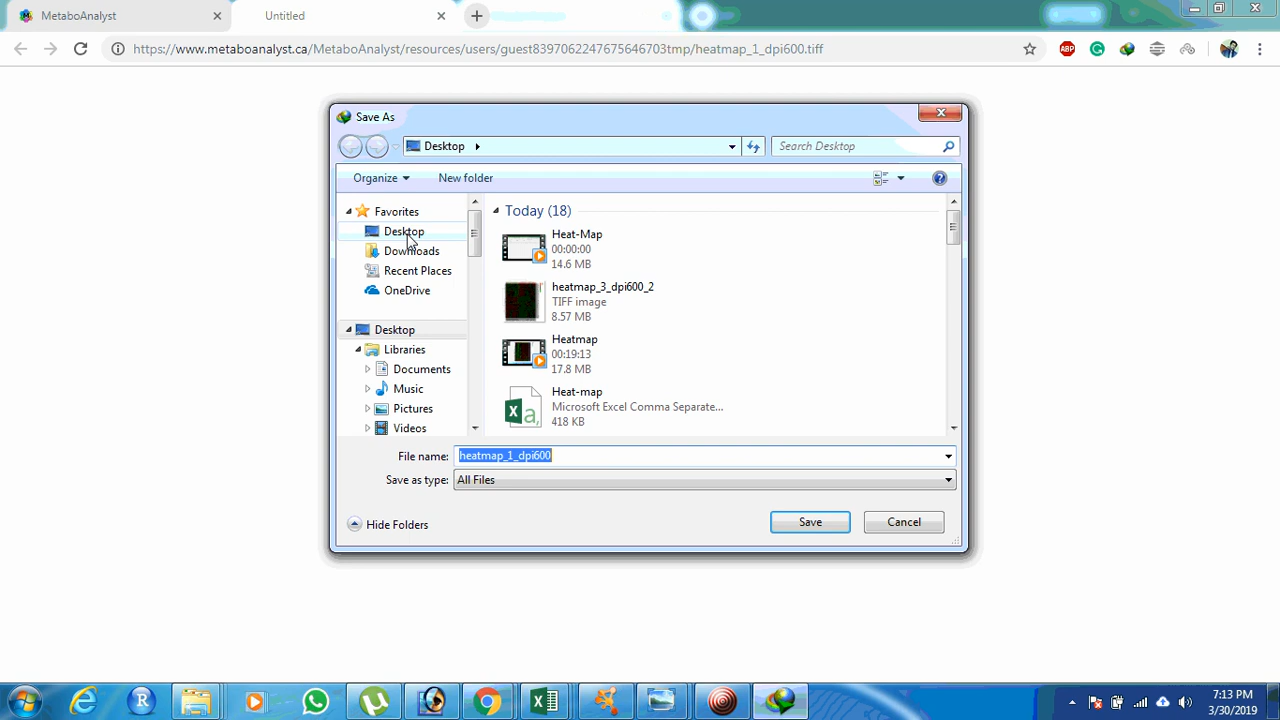 MetaboAnalyst
Untitled
https://www.metaboanalyst.ca/MetaboAnalyst/resources/users/guest8397062247675646703tmp/heatmap_1_dpi600.tiff
ABP
Save As
Desktop
Search Desktop
Organize
New folder
Favorites
Desktop
Downloads
Recent Places
OneDrive
Desktop
Libraries
Documents
Music
Pictures
Videos
Today (18)
Heat-Map
00:00:00
14.6 MB
heatmap_3_dpi600_2
TIFF image
8.57 MB
Heatmap
00:19:13
17.8 MB
Heat-map
Microsoft Excel Comma Separate...
418 KB
File name:
heatmap_1_dpi600
Save as type:
All Files
Hide Folders
Save
Cancel
7:13 PM
3/30/2019